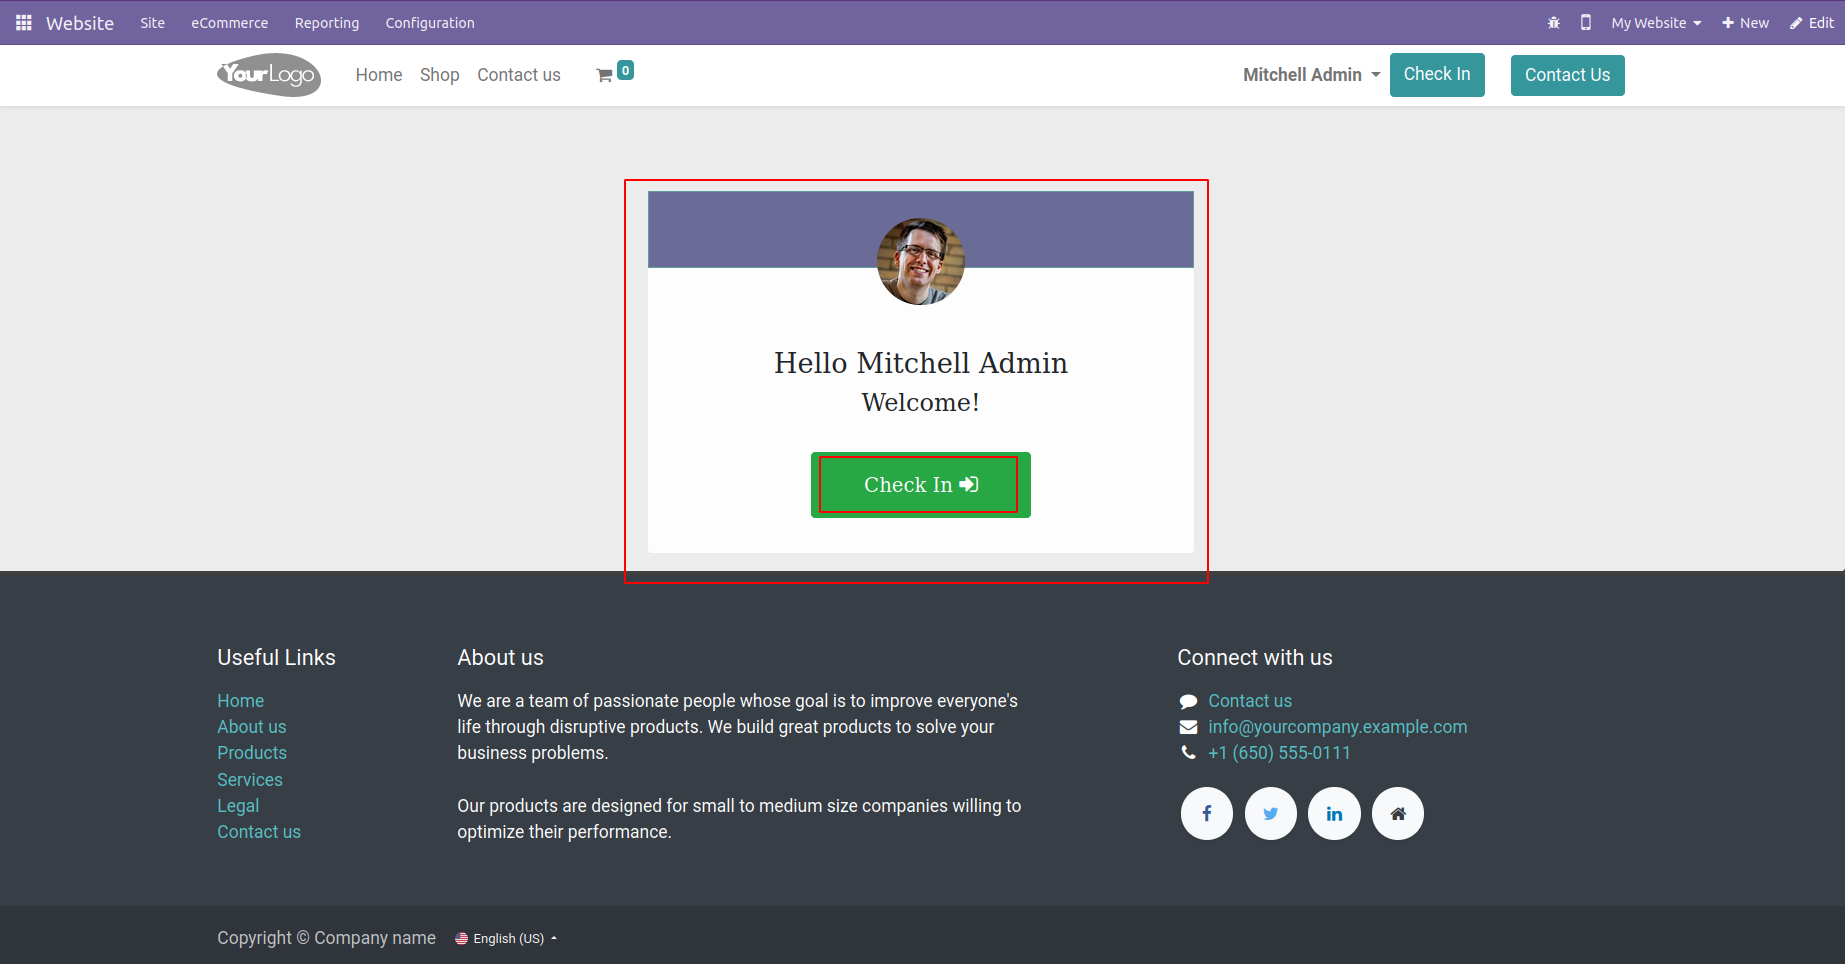 Website Site eCommerce Reporting Configuration My Website New Edit
YourLogo Home Shop Contact us 0 Mitchell Admin Check In Contact Us
Hello Mitchell Admin
Welcome!
Check In
Useful Links
Home
About us
Products
Services
Legal
Contact us
About us
We are a team of passionate people whose goal is to improve everyone's
life through disruptive products. We build great products to solve your
business problems.
Our products are designed for small to medium size companies willing to
optimize their performance.
Connect with us
Contact us
info@yourcompany.example.com
+1 (650) 555-0111
Copyright © Company name English (US)